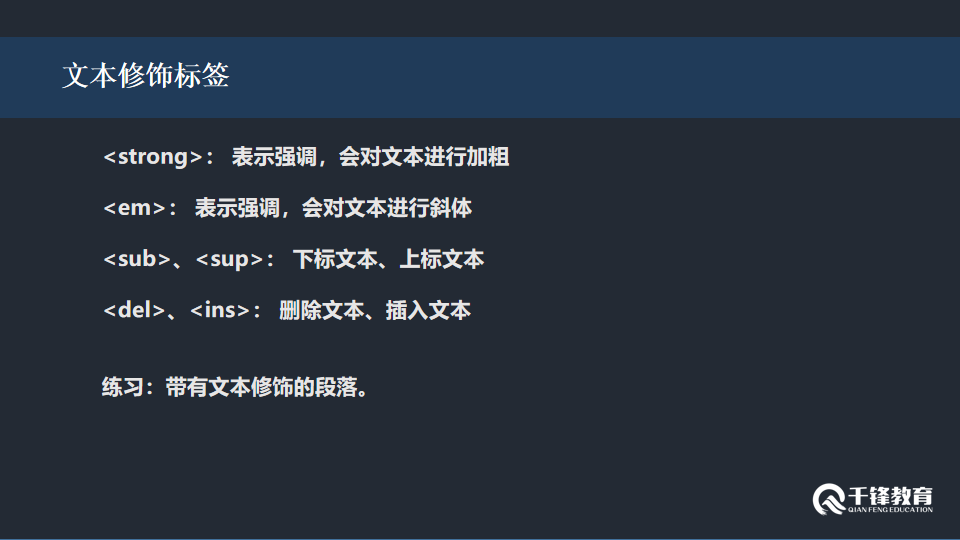 文本修饰标签
<strong>： 表示强调，会对文本进行加粗
<em>： 表示强调，会对文本进行斜体
<sub>、<sup>： 下标文本、上标文本
<del>、<ins>： 删除文本、插入文本
练习：带有文本修饰的段落。
千锋教育
QIAN FENG EDUCATION